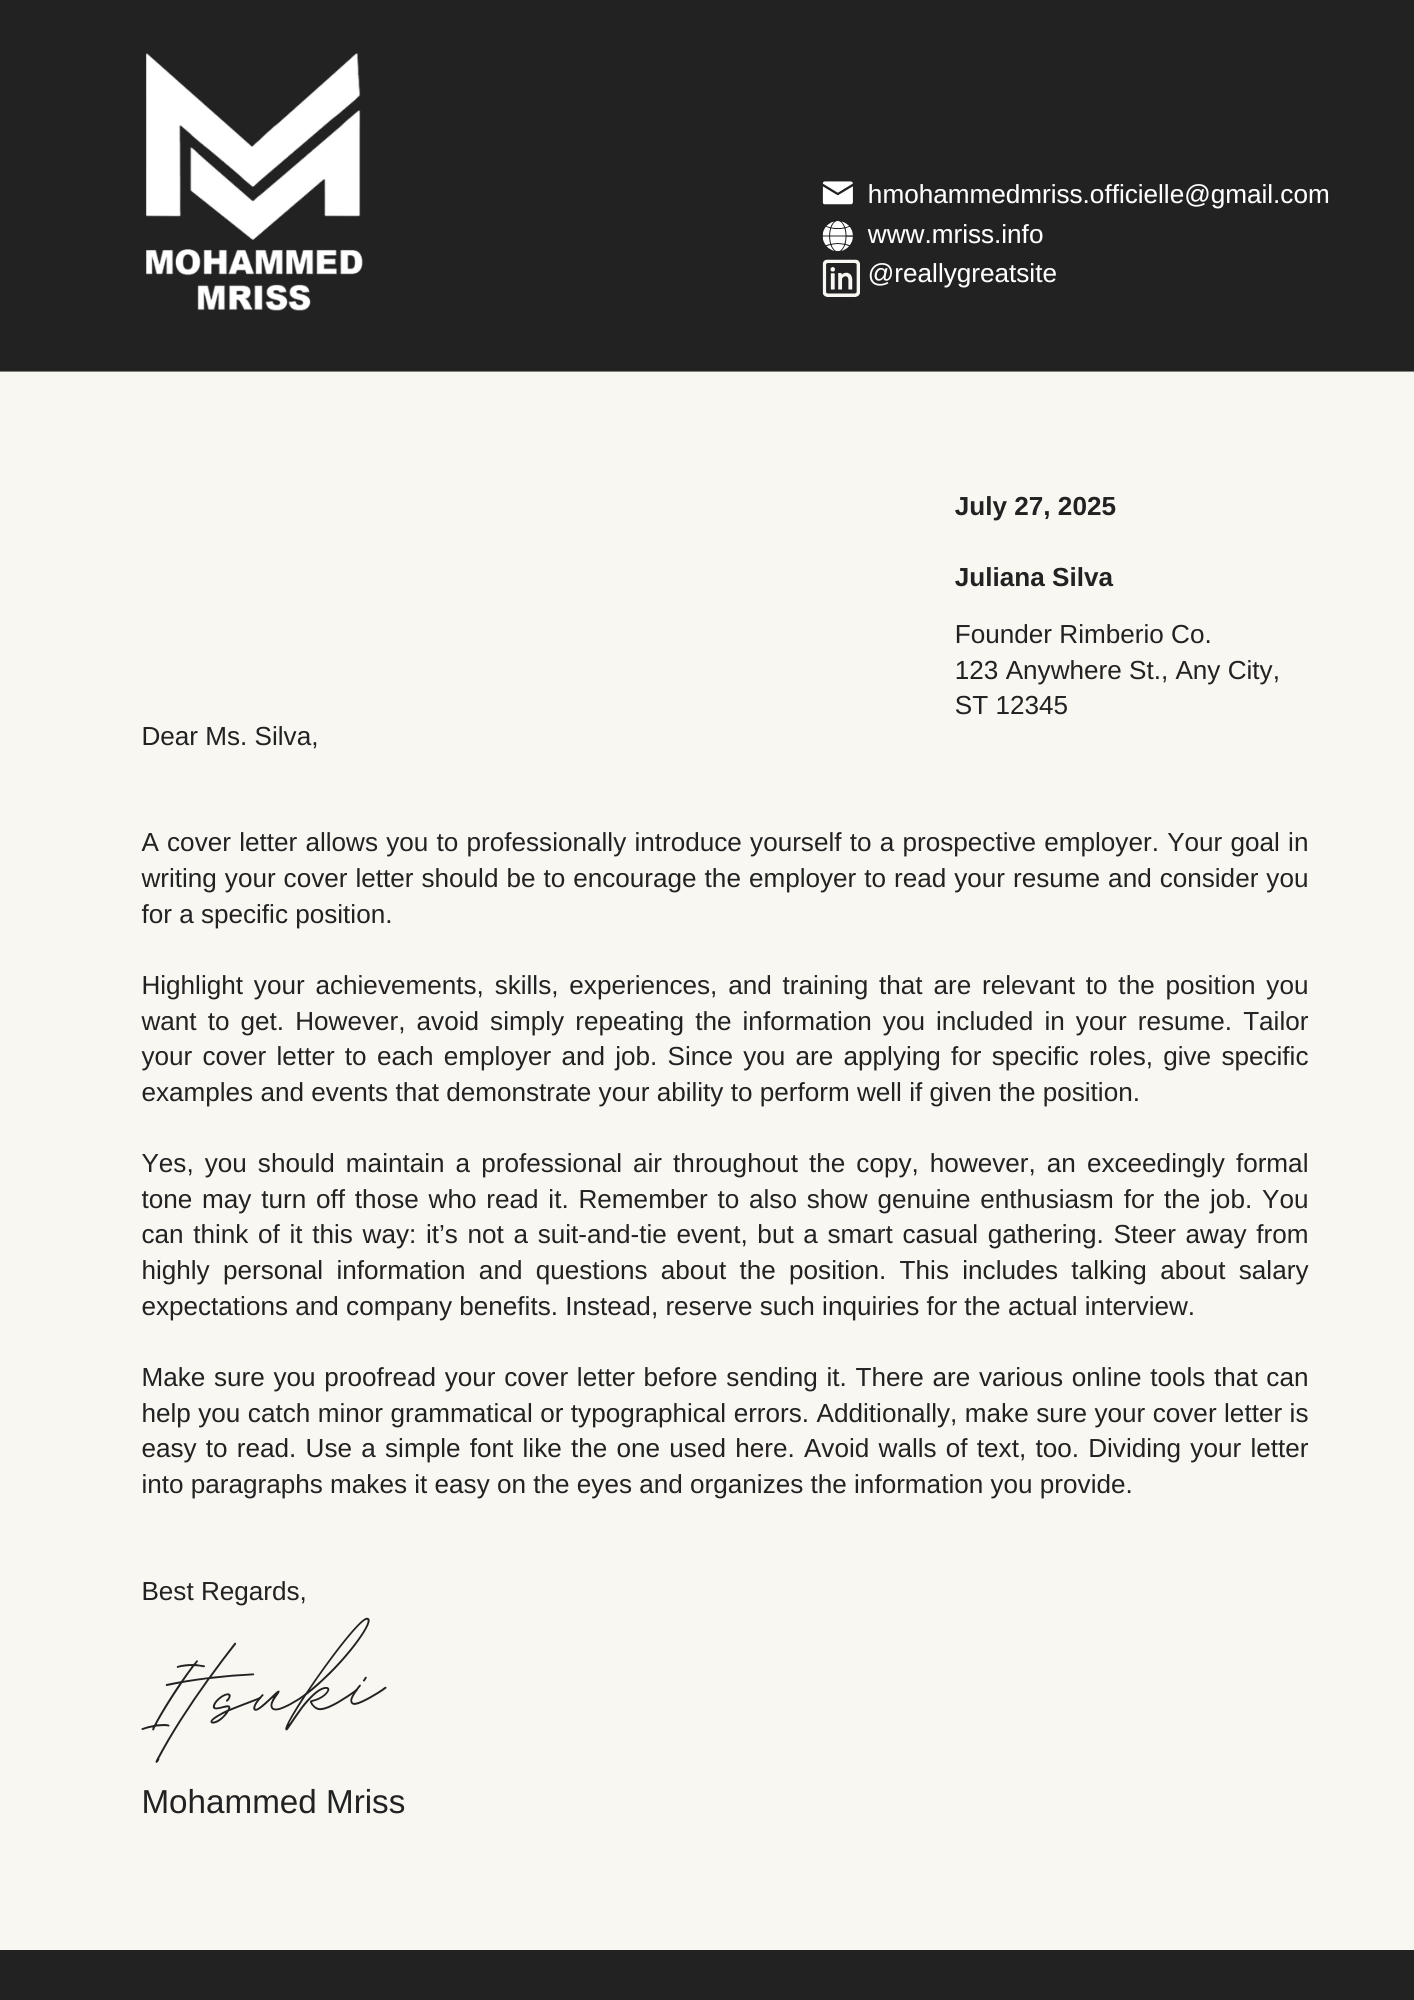 MOHAMMED
MRISS
hmohammedmriss.officielle@gmail.com
www.mriss.info
in @reallygreatsite
July 27, 2025
Juliana Silva
Founder Rimberio Co.
123 Anywhere St., Any City,
ST 12345
Dear Ms. Silva,
A cover letter allows you to professionally introduce yourself to a prospective employer. Your goal in
writing your cover letter should be to encourage the employer to read your resume and consider you
for a specific position.
Highlight your achievements, skills, experiences, and training that are relevant to the position you
want to get. However, avoid simply repeating the information you included in your resume. Tailor
your cover letter to each employer and job. Since you are applying for specific roles, give specific
examples and events that demonstrate your ability to perform well if given the position.
Yes, you should maintain a professional air throughout the copy, however, an exceedingly formal
tone may turn off those who read it. Remember to also show genuine enthusiasm for the job. You
can think of it this way: it’s not a suit-and-tie event, but a smart casual gathering. Steer away from
highly personal information and questions about the position. This includes talking about salary
expectations and company benefits. Instead, reserve such inquiries for the actual interview.
Make sure you proofread your cover letter before sending it. There are various online tools that can
help you catch minor grammatical or typographical errors. Additionally, make sure your cover letter is
easy to read. Use a simple font like the one used here. Avoid walls of text, too. Dividing your letter
into paragraphs makes it easy on the eyes and organizes the information you provide.
Best Regards,
Itsuki
Mohammed Mriss